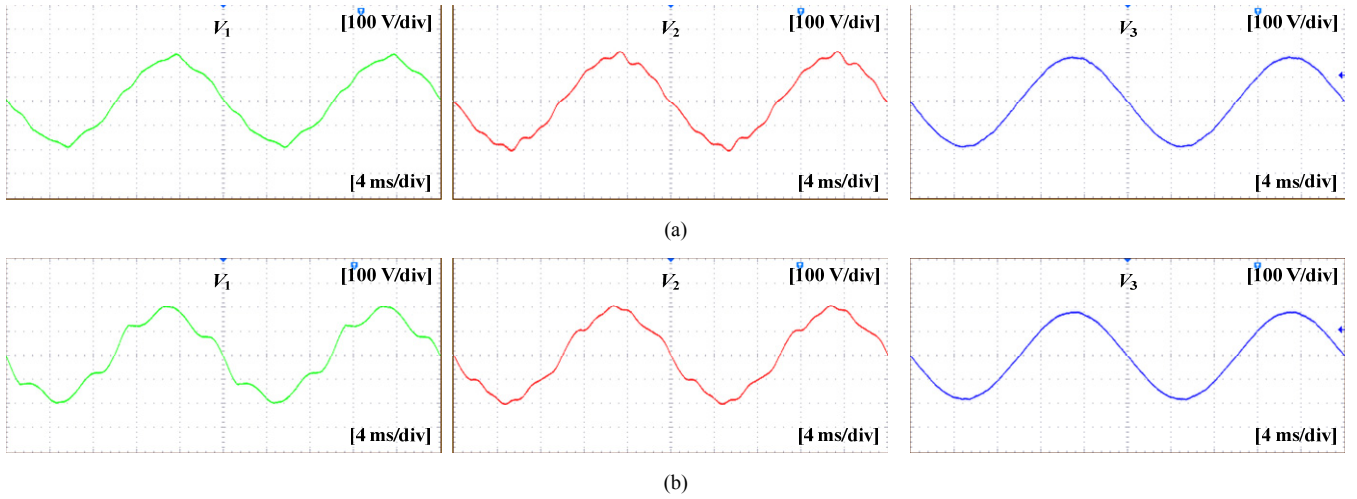 V1 [100 V/div]
[4 ms/div]
V2 [100 V/div]
[4 ms/div]
V3 [100 V/div]
[4 ms/div]
(a)
V1 [100 V/div]
[4 ms/div]
V2 [100 V/div]
[4 ms/div]
V3 [100 V/div]
[4 ms/div]
(b)